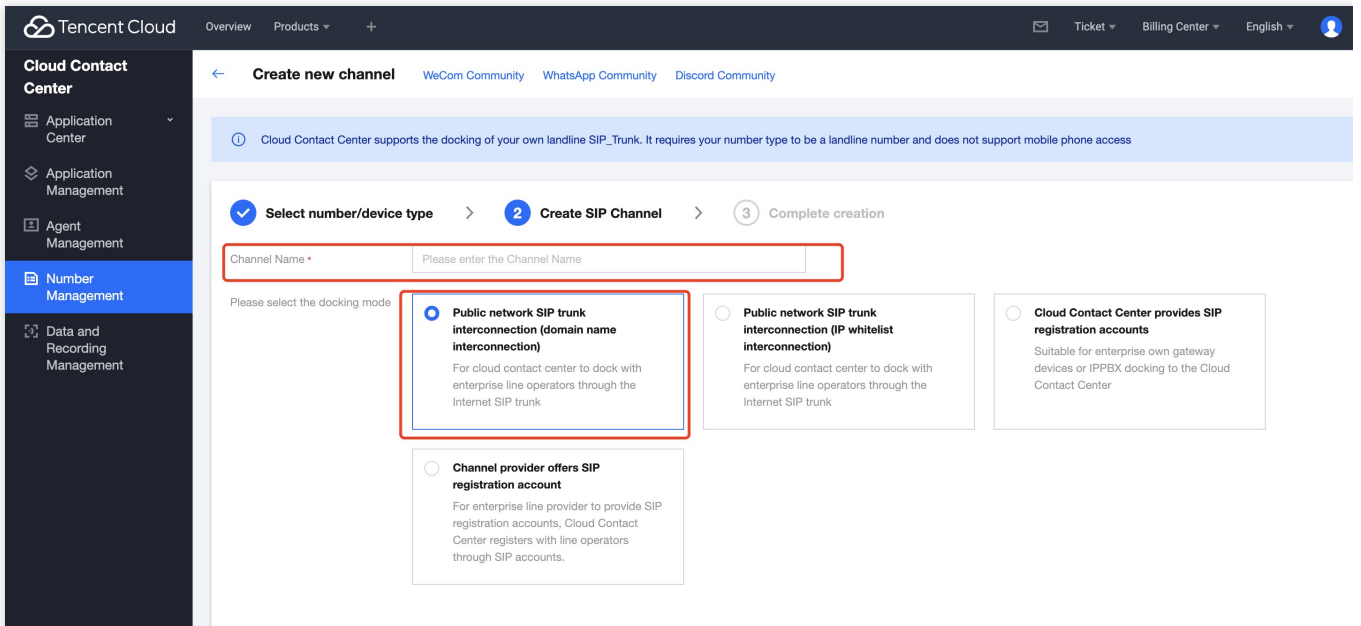 Tencent Cloud
Overview
Products
+
Ticket
Billing Center
English
Cloud Contact
Center
Application
Center
Application
Management
Agent
Management
Number
Management
Data and
Recording
Management
Create new channel
WeCom Community
WhatsApp Community
Discord Community
Cloud Contact Center supports the docking of your own landline SIP_Trunk. It requires your number type to be a landline number and does not support mobile phone access
Select number/device type
2
Create SIP Channel
3
Complete creation
Channel Name *
Please enter the Channel Name
Please select the docking mode
Public network SIP trunk
interconnection (domain name
interconnection)
For cloud contact center to dock with
enterprise line operators through the
Internet SIP trunk
Public network SIP trunk
interconnection (IP whitelist
interconnection)
For cloud contact center to dock with
enterprise line operators through the
Internet SIP trunk
Cloud Contact Center provides SIP
registration accounts
Suitable for enterprise own gateway
devices or IPPBX docking to the Cloud
Contact Center
Channel provider offers SIP
registration account
For enterprise line provider to provide SIP
registration accounts, Cloud Contact
Center registers with line operators
through SIP accounts.